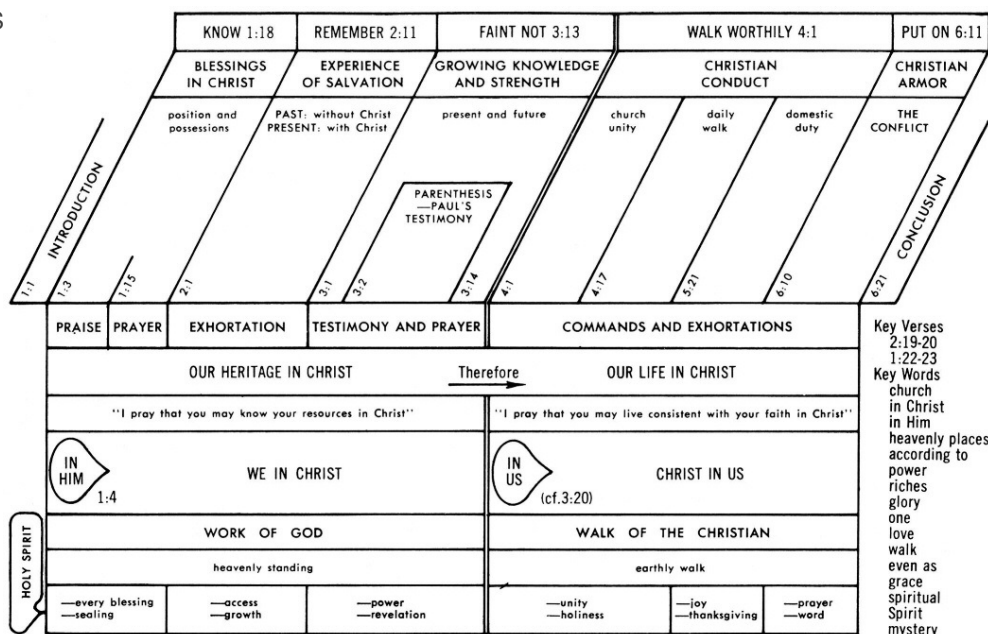 S
KNOW 1:18
REMEMBER 2:11
FAINT NOT 3:13
WALK WORTHILY 4:1
PUT ON 6:11
BLESSINGS
IN CHRIST
EXPERIENCE
OF SALVATION
GROWING KNOWLEDGE
AND STRENGTH
CHRISTIAN
CONDUCT
CHRISTIAN
ARMOR
position and
possessions
PAST: without Christ
PRESENT: with Christ
present and future
church
unity
daily
walk
domestic
duty
THE
CONFLICT
PARENTHESIS
—PAUL'S
TESTIMONY
INTRODUCTION
CONCLUSION
1:1
1:3
1:15
2:1
3:1
3:2
3:14
4:1
4:17
5:21
6:10
6:21
PRAISE
PRAYER
EXHORTATION
TESTIMONY AND PRAYER
COMMANDS AND EXHORTATIONS
OUR HERITAGE IN CHRIST
Therefore
OUR LIFE IN CHRIST
"I pray that you may know your resources in Christ"
"I pray that you may live consistent with your faith in Christ"
IN
HIM
1:4
WE IN CHRIST
IN
US
(cf.3:20)
CHRIST IN US
WORK OF GOD
WALK OF THE CHRISTIAN
heavenly standing
earthly walk
HOLY SPIRIT
—every blessing
—sealing
—access
—growth
—power
—revelation
—unity
—holiness
—joy
—thanksgiving
—prayer
—word
Key Verses
2:19-20
1:22-23
Key Words
church
in Christ
in Him
heavenly places
according to
power
riches
glory
one
love
walk
even as
grace
spiritual
Spirit
mystery